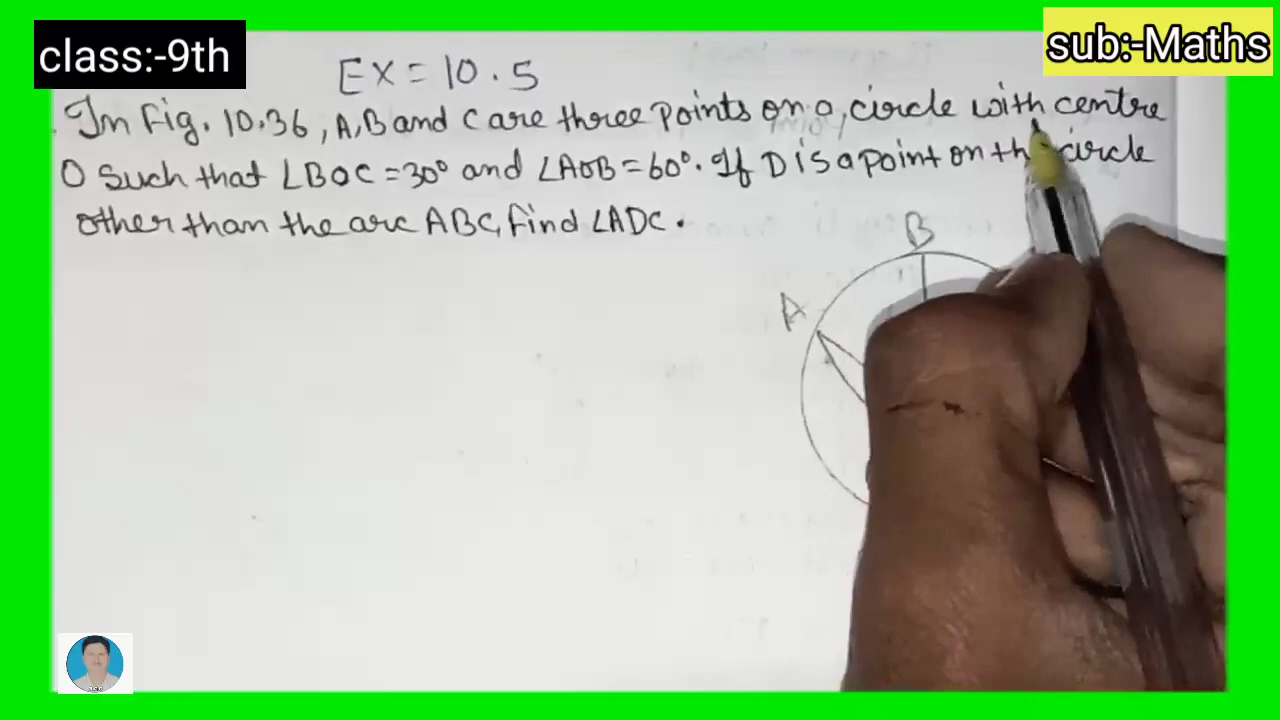 class:-9th
sub:-Maths
Ex = 10.5
In Fig. 10.36, A, B and C are three points on a circle with centre
O such that ∠BOC = 30° and ∠AOB = 60°. If D is a point on the circle
other than the arc ABC, find ∠ADC.
B
A